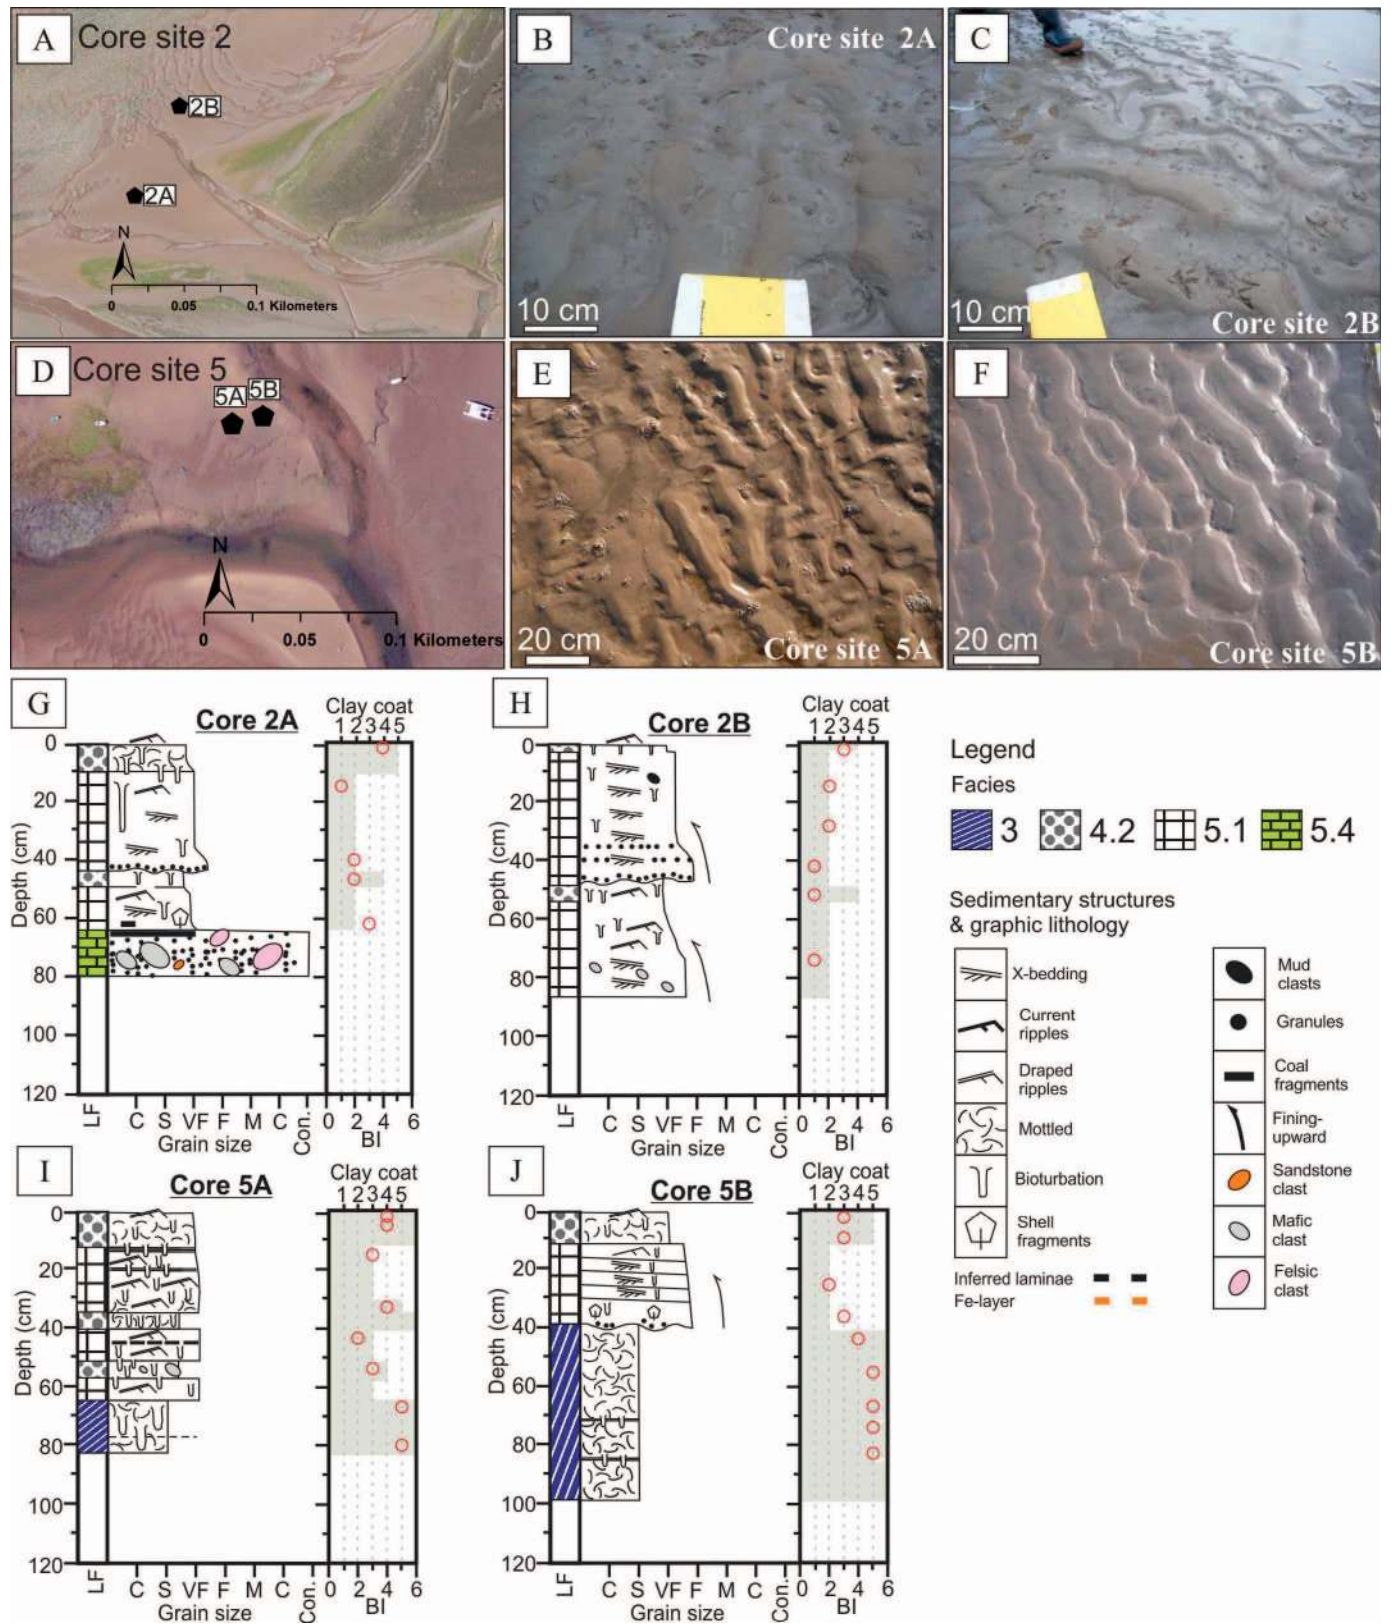 A Core site 2
2B
2A
N
0 0.05 0.1 Kilometers
B Core site 2A
10 cm
C
10 cm
Core site 2B
D Core site 5
5A 5B
N
0 0.05 0.1 Kilometers
E
20 cm
Core site 5A
F
20 cm
Core site 5B
G
Core 2A
Clay coat
1 2 3 4 5
0
20
40
60
80
100
120
Depth (cm)
LF C S VF F M C Con.
Grain size
0 2 4 6
BI
H
Core 2B
Clay coat
1 2 3 4 5
0
20
40
60
80
100
120
Depth (cm)
LF C S VF F M C Con.
Grain size
0 2 4 6
BI
Legend
Facies
3 4.2 5.1 5.4
Sedimentary structures
& graphic lithology
X-bedding
Current
ripples
Draped
ripples
Mottled
Bioturbation
Shell
fragments
Inferred laminae
Fe-layer
Mud
clasts
Granules
Coal
fragments
Fining-
upward
Sandstone
clast
Mafic
clast
Felsic
clast
I
Core 5A
Clay coat
1 2 3 4 5
0
20
40
60
80
100
120
Depth (cm)
LF C S VF F M C Con.
Grain size
0 2 4 6
BI
J
Core 5B
Clay coat
1 2 3 4 5
0
20
40
60
80
100
120
Depth (cm)
LF C S VF F M C Con.
Grain size
0 2 4 6
BI